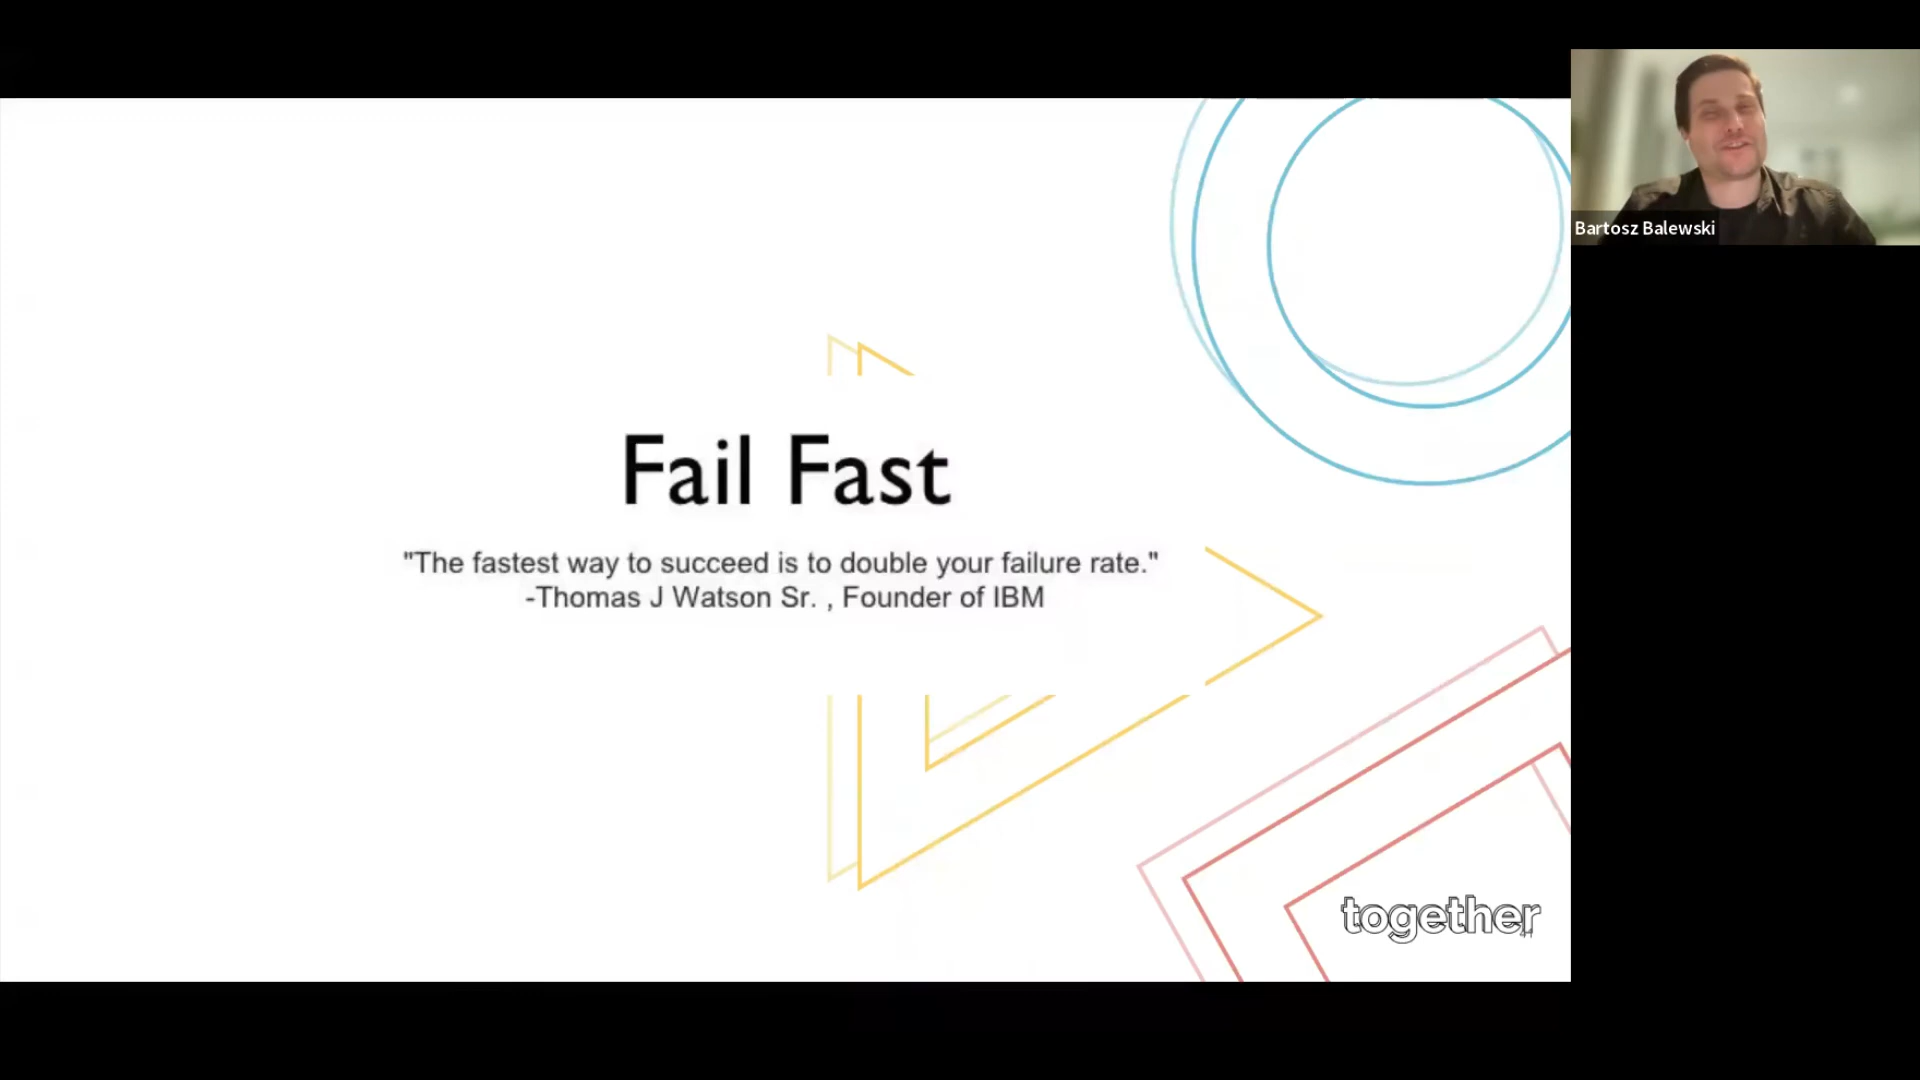 Fail Fast
"The fastest way to succeed is to double your failure rate."
-Thomas J Watson Sr. , Founder of IBM
together
Bartosz Balewski